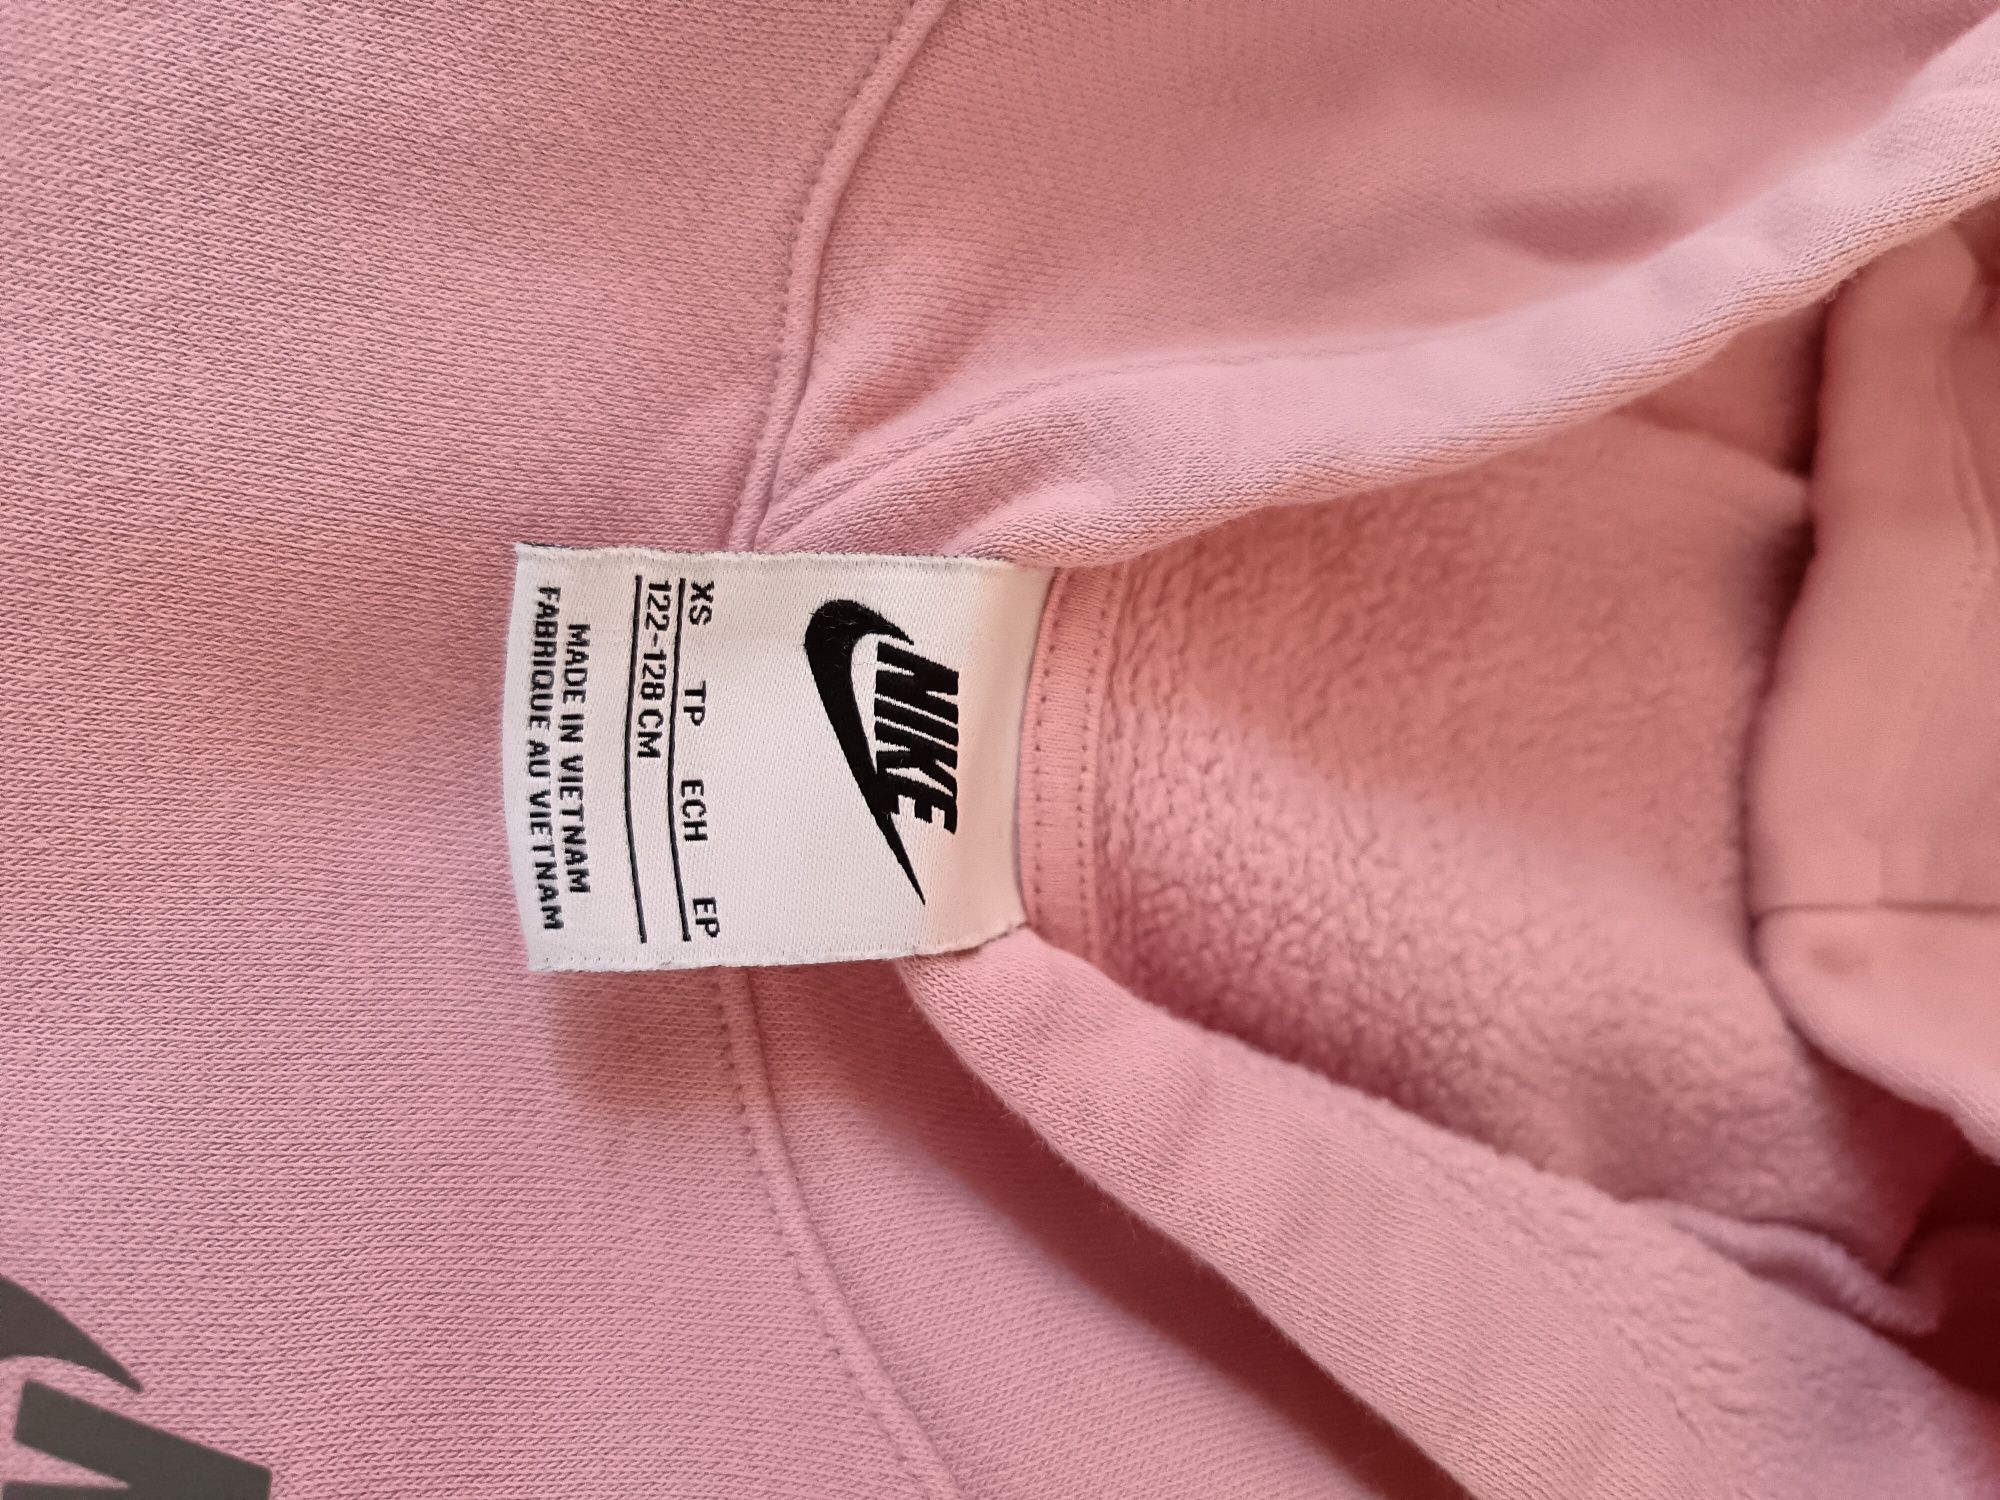 NIKE
XS TP ECH EP
122-128 CM
MADE IN VIETNAM
FABRIQUE AU VIETNAM